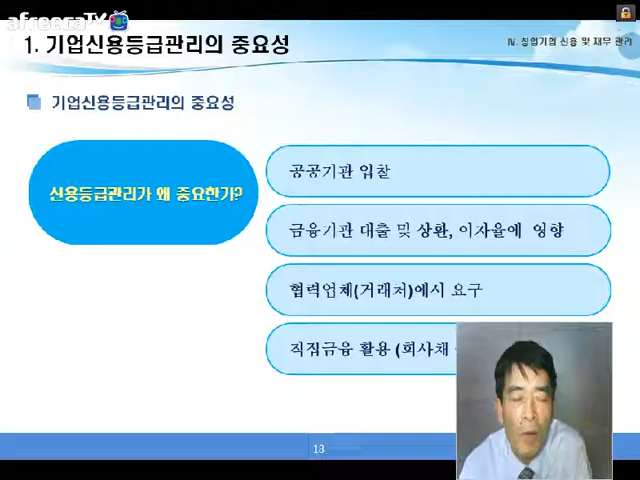 afreecaTV
1. 기업신용등급관리의 중요성
Ⅳ. 창업기업 신용 및 재무 관리
기업신용등급관리의 중요성
신용등급관리가 왜 중요한가?
공공기관 입찰
금융기관 대출 및 상환, 이자율에 영향
협력업체(거래처)에서 요구
직접금융 활용 (회사채
18